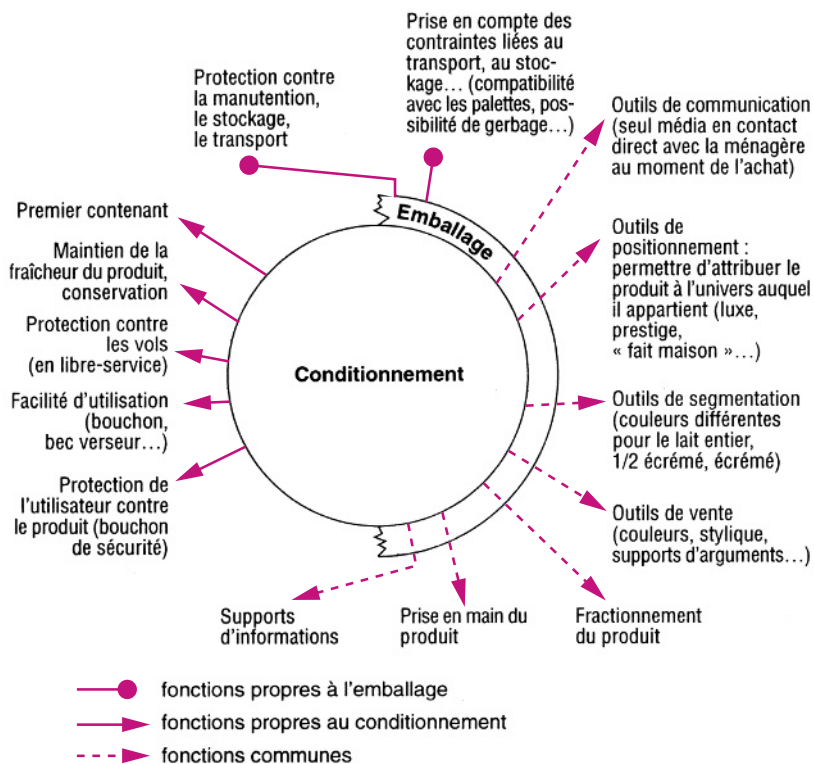 Prise en compte des
contraintes liées au
transport, au stoc-
kage... (compatibilité
avec les palettes, pos-
sibilité de gerbage...)
Protection contre
la manutention,
le stockage,
le transport
Outils de communication
(seul média en contact
direct avec la ménagère
au moment de l'achat)
Emballage
Premier contenant
Maintien de la
fraîcheur du produit,
conservation
Protection contre
les vols
(en libre-service)
Facilité d'utilisation
(bouchon,
bec verseur...)
Protection de
l'utilisateur contre
le produit (bouchon
de sécurité)
Conditionnement
Outils de
positionnement :
permettre d'attribuer le
produit à l'univers auquel
il appartient (luxe,
prestige,
« fait maison »...)
Outils de segmentation
(couleurs différentes
pour le lait entier,
1/2 écrémé, écrémé)
Outils de vente
(couleurs, stylique,
supports d'arguments...)
Supports
d'informations
Prise en main du
produit
Fractionnement
du produit
fonctions propres à l'emballage
fonctions propres au conditionnement
fonctions communes